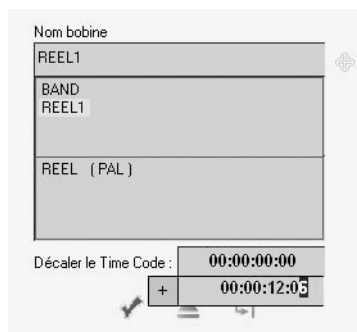 Nom bobine
REEL1
BAND
REEL1
REEL (PAL)
Décaler le Time Code : 00:00:00:00
+ 00:00:12:05